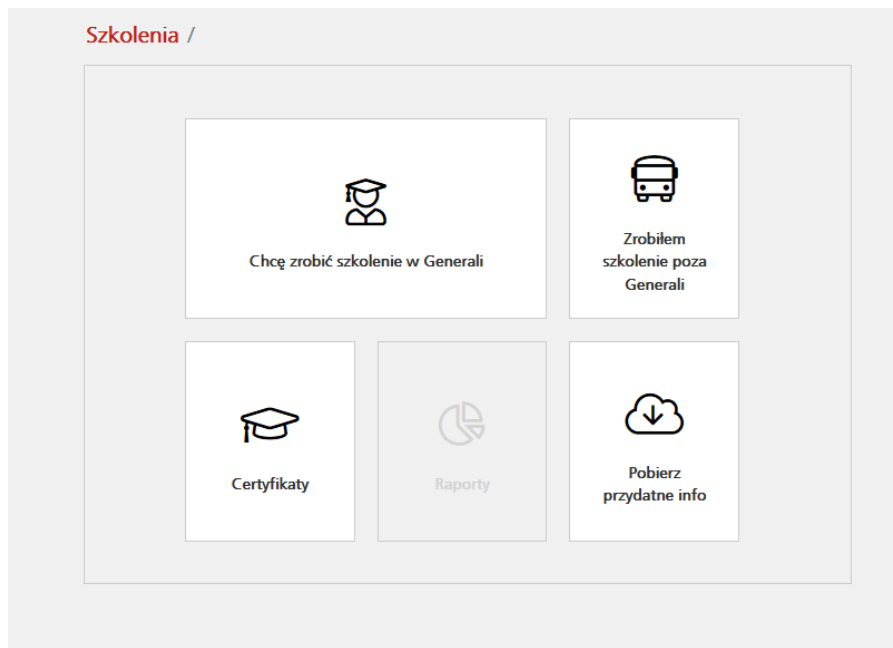 Szkolenia /
Chcę zrobić szkolenie w Generali
Zrobiłem
szkolenie poza
Generali
Certyfikaty
Raporty
Pobierz
przydatne info